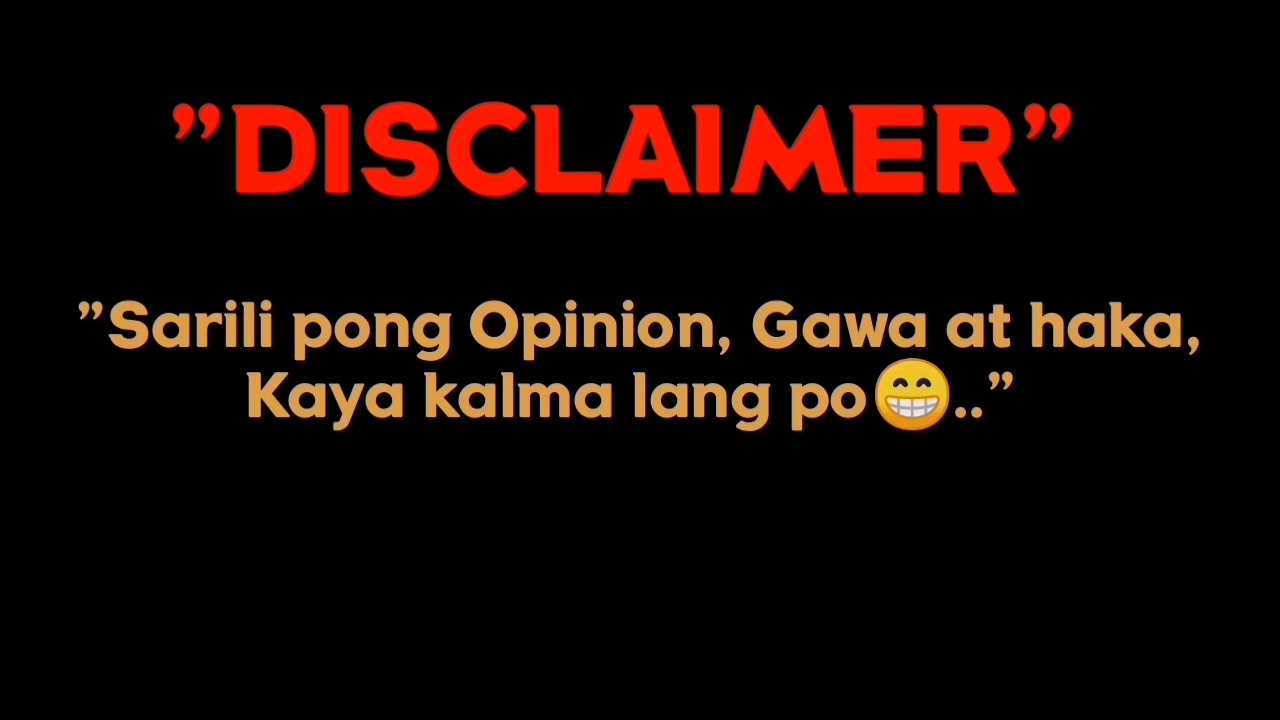 ”DISCLAIMER”
”Sarili pong Opinion, Gawa at haka,
Kaya kalma lang po😁..”